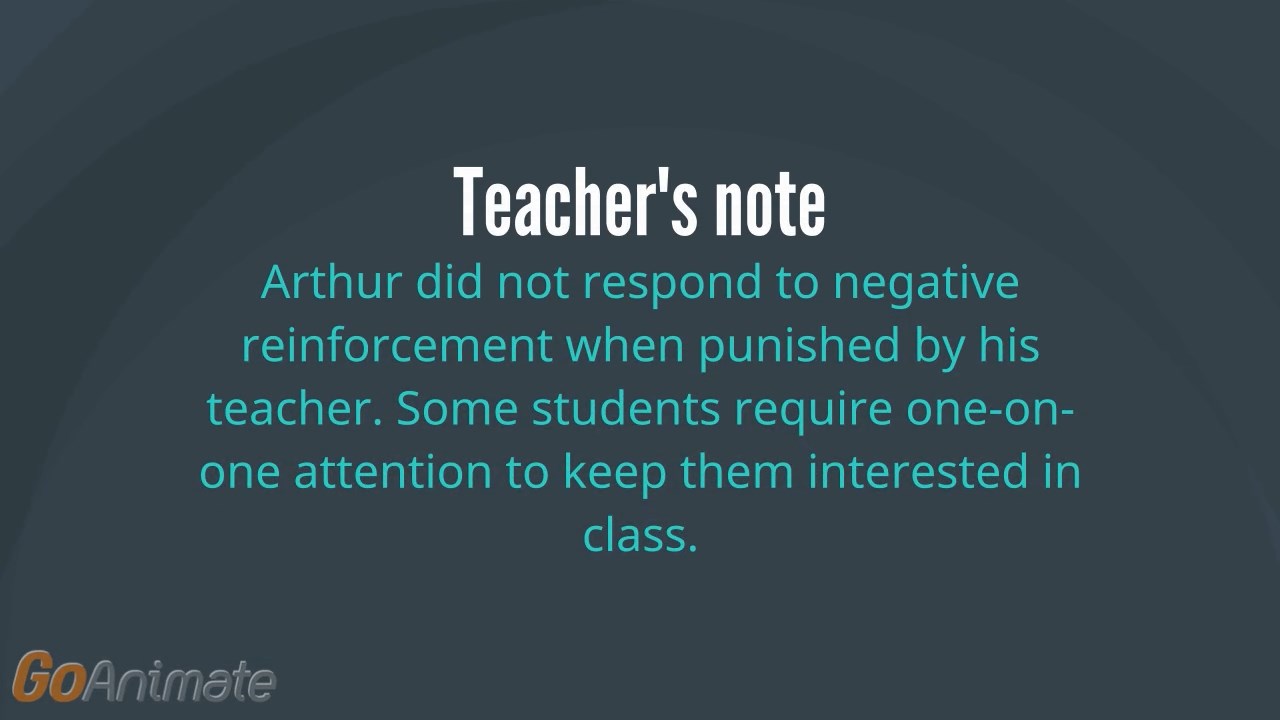 Teacher's note
Arthur did not respond to negative
reinforcement when punished by his
teacher. Some students require one-on-
one attention to keep them interested in
class.
GoAnimate